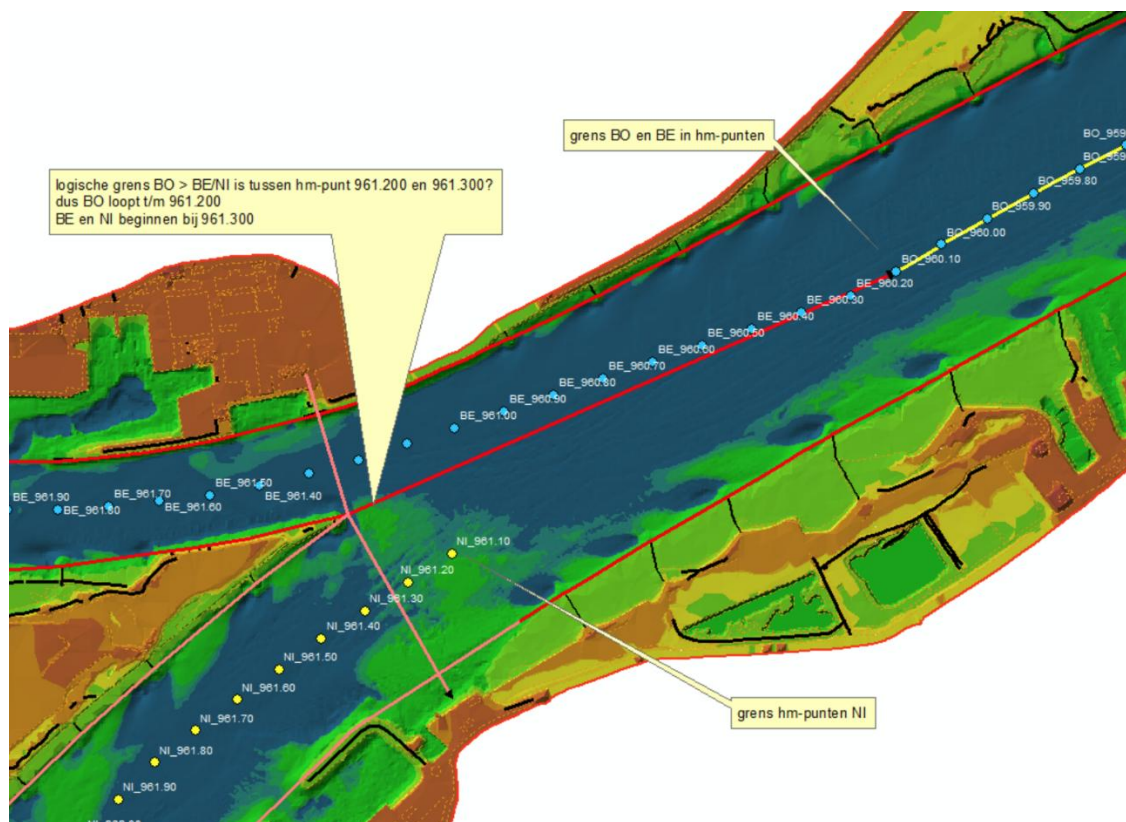 grens BO en BE in hm-punten
logische grens BO > BE/NI is tussen hm-punt 961.200 en 961.300?
dus BO loopt t/m 961.200
BE en NI beginnen bij 961.300
BO_959
BO_959
BO_959.80
BO_959.90
BO_960.00
BO_960.10
BE_960.20
BE_960.30
BE_960.40
BE_960.50
BE_960.60
BE_960.70
BE_960.80
BE_960.90
BE_961.00
BE_961.40
BE_961.50
BE_961.60
BE_961.70
BE_961.80
BE_961.90
NI_961.10
NI_961.20
NI_961.30
NI_961.40
NI_961.50
NI_961.60
NI_961.70
NI_961.80
NI_961.90
grens hm-punten NI